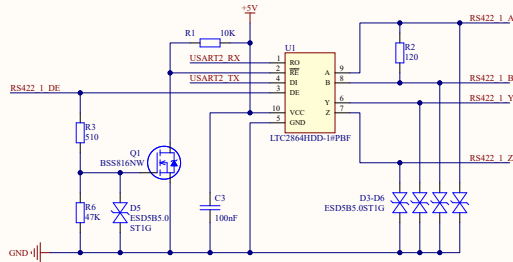 +5V
R1
10K
RS422_1_A
U1
USART2_RX
1
RO
2
RE
A
9
R2
120
USART2_TX
4
DI
B
8
RS422_1_B
RS422_1_DE
3
DE
Y
6
RS422_1_Y
Z
7
10
VCC
5
GND
R3
510
LTC2864HDD-1#PBF
Q1
BSS816NW
RS422_1_Z
R6
47K
D5
ESD5B5.0
ST1G
C3
100nF
D3-D6
ESD5B5.0ST1G
GND